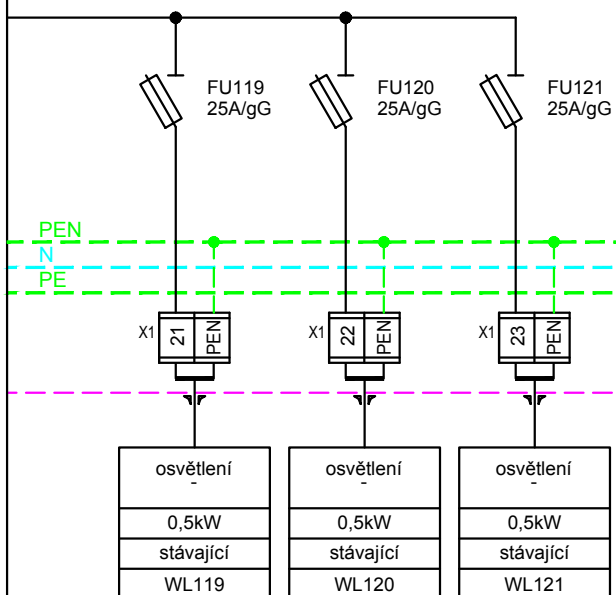 FU119
25A/gG
FU120
25A/gG
FU121
25A/gG
PEN
N
PE
X1
21
PEN
X1
22
PEN
X1
23
PEN
osvětlení
-
0,5kW
stávající
WL119
osvětlení
-
0,5kW
stávající
WL120
osvětlení
-
0,5kW
stávající
WL121